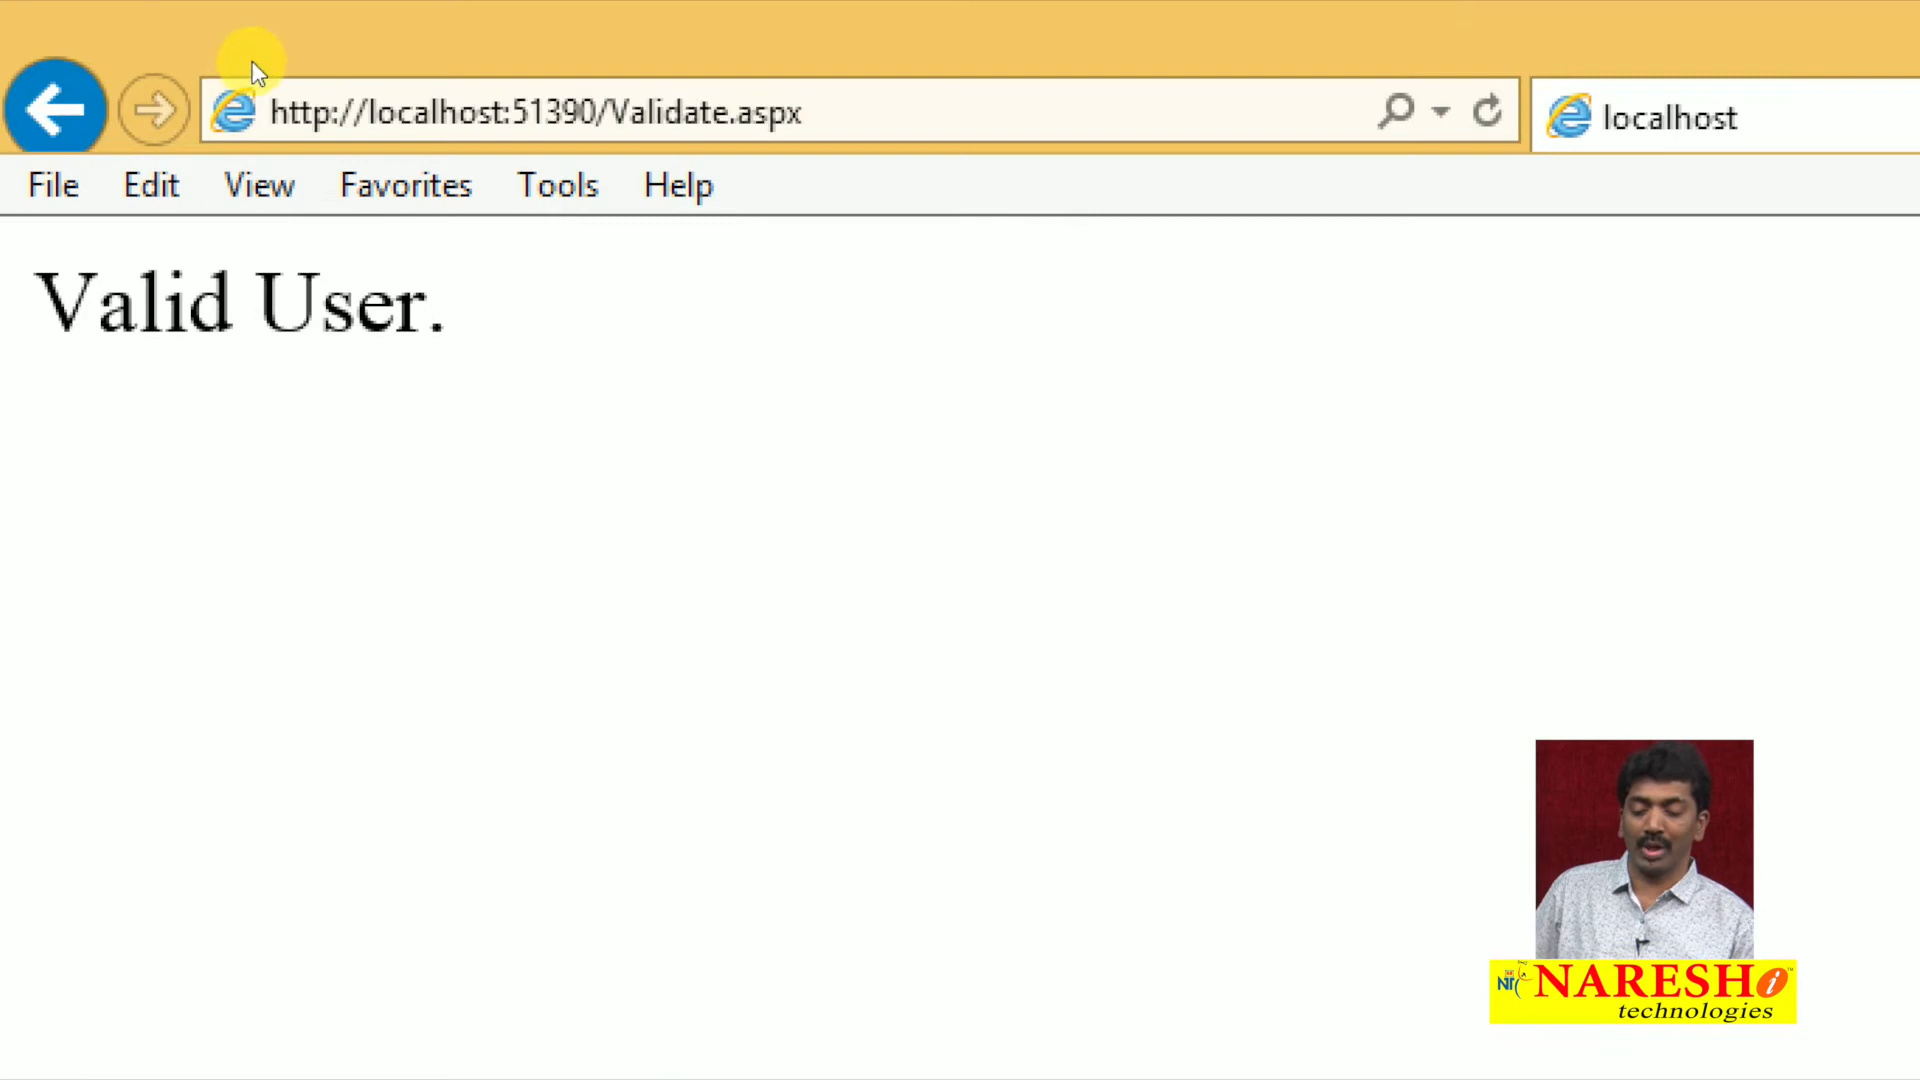 http://localhost:51390/Validate.aspx
localhost
File Edit View Favorites Tools Help
Valid User.
NARESH i
technologies